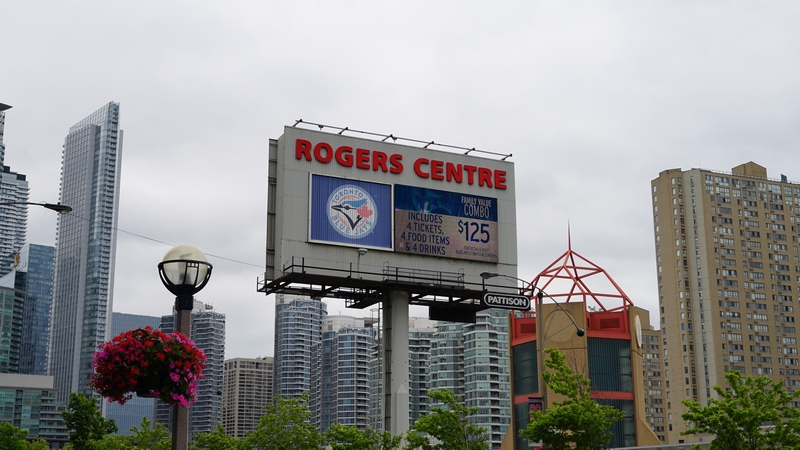 ROGERS CENTRE
TORONTO
FAMILY VALUE
COMBO
INCLUDES
4 TICKETS,
4 FOOD ITEMS
& 4 DRINKS
$125
PATTISON